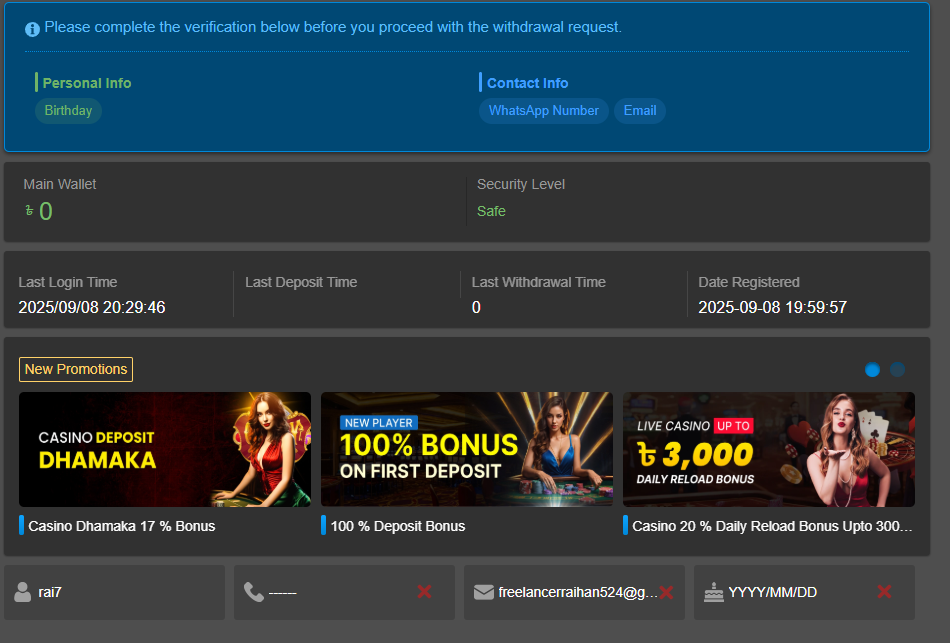 Please complete the verification below before you proceed with the withdrawal request.
Personal Info
Contact Info
Birthday
WhatsApp Number
Email
Main Wallet
৳ 0
Security Level
Safe
Last Login Time
2025/09/08 20:29:46
Last Deposit Time
Last Withdrawal Time
0
Date Registered
2025-09-08 19:59:57
New Promotions
CASINO DEPOSIT
DHAMAKA
NEW PLAYER
100% BONUS
ON FIRST DEPOSIT
LIVE CASINO UP TO
৳ 3,000
DAILY RELOAD BONUS
Casino Dhamaka 17 % Bonus
100 % Deposit Bonus
Casino 20 % Daily Reload Bonus Upto 300...
rai7
------
freelancerraihan524@g...
YYYY/MM/DD